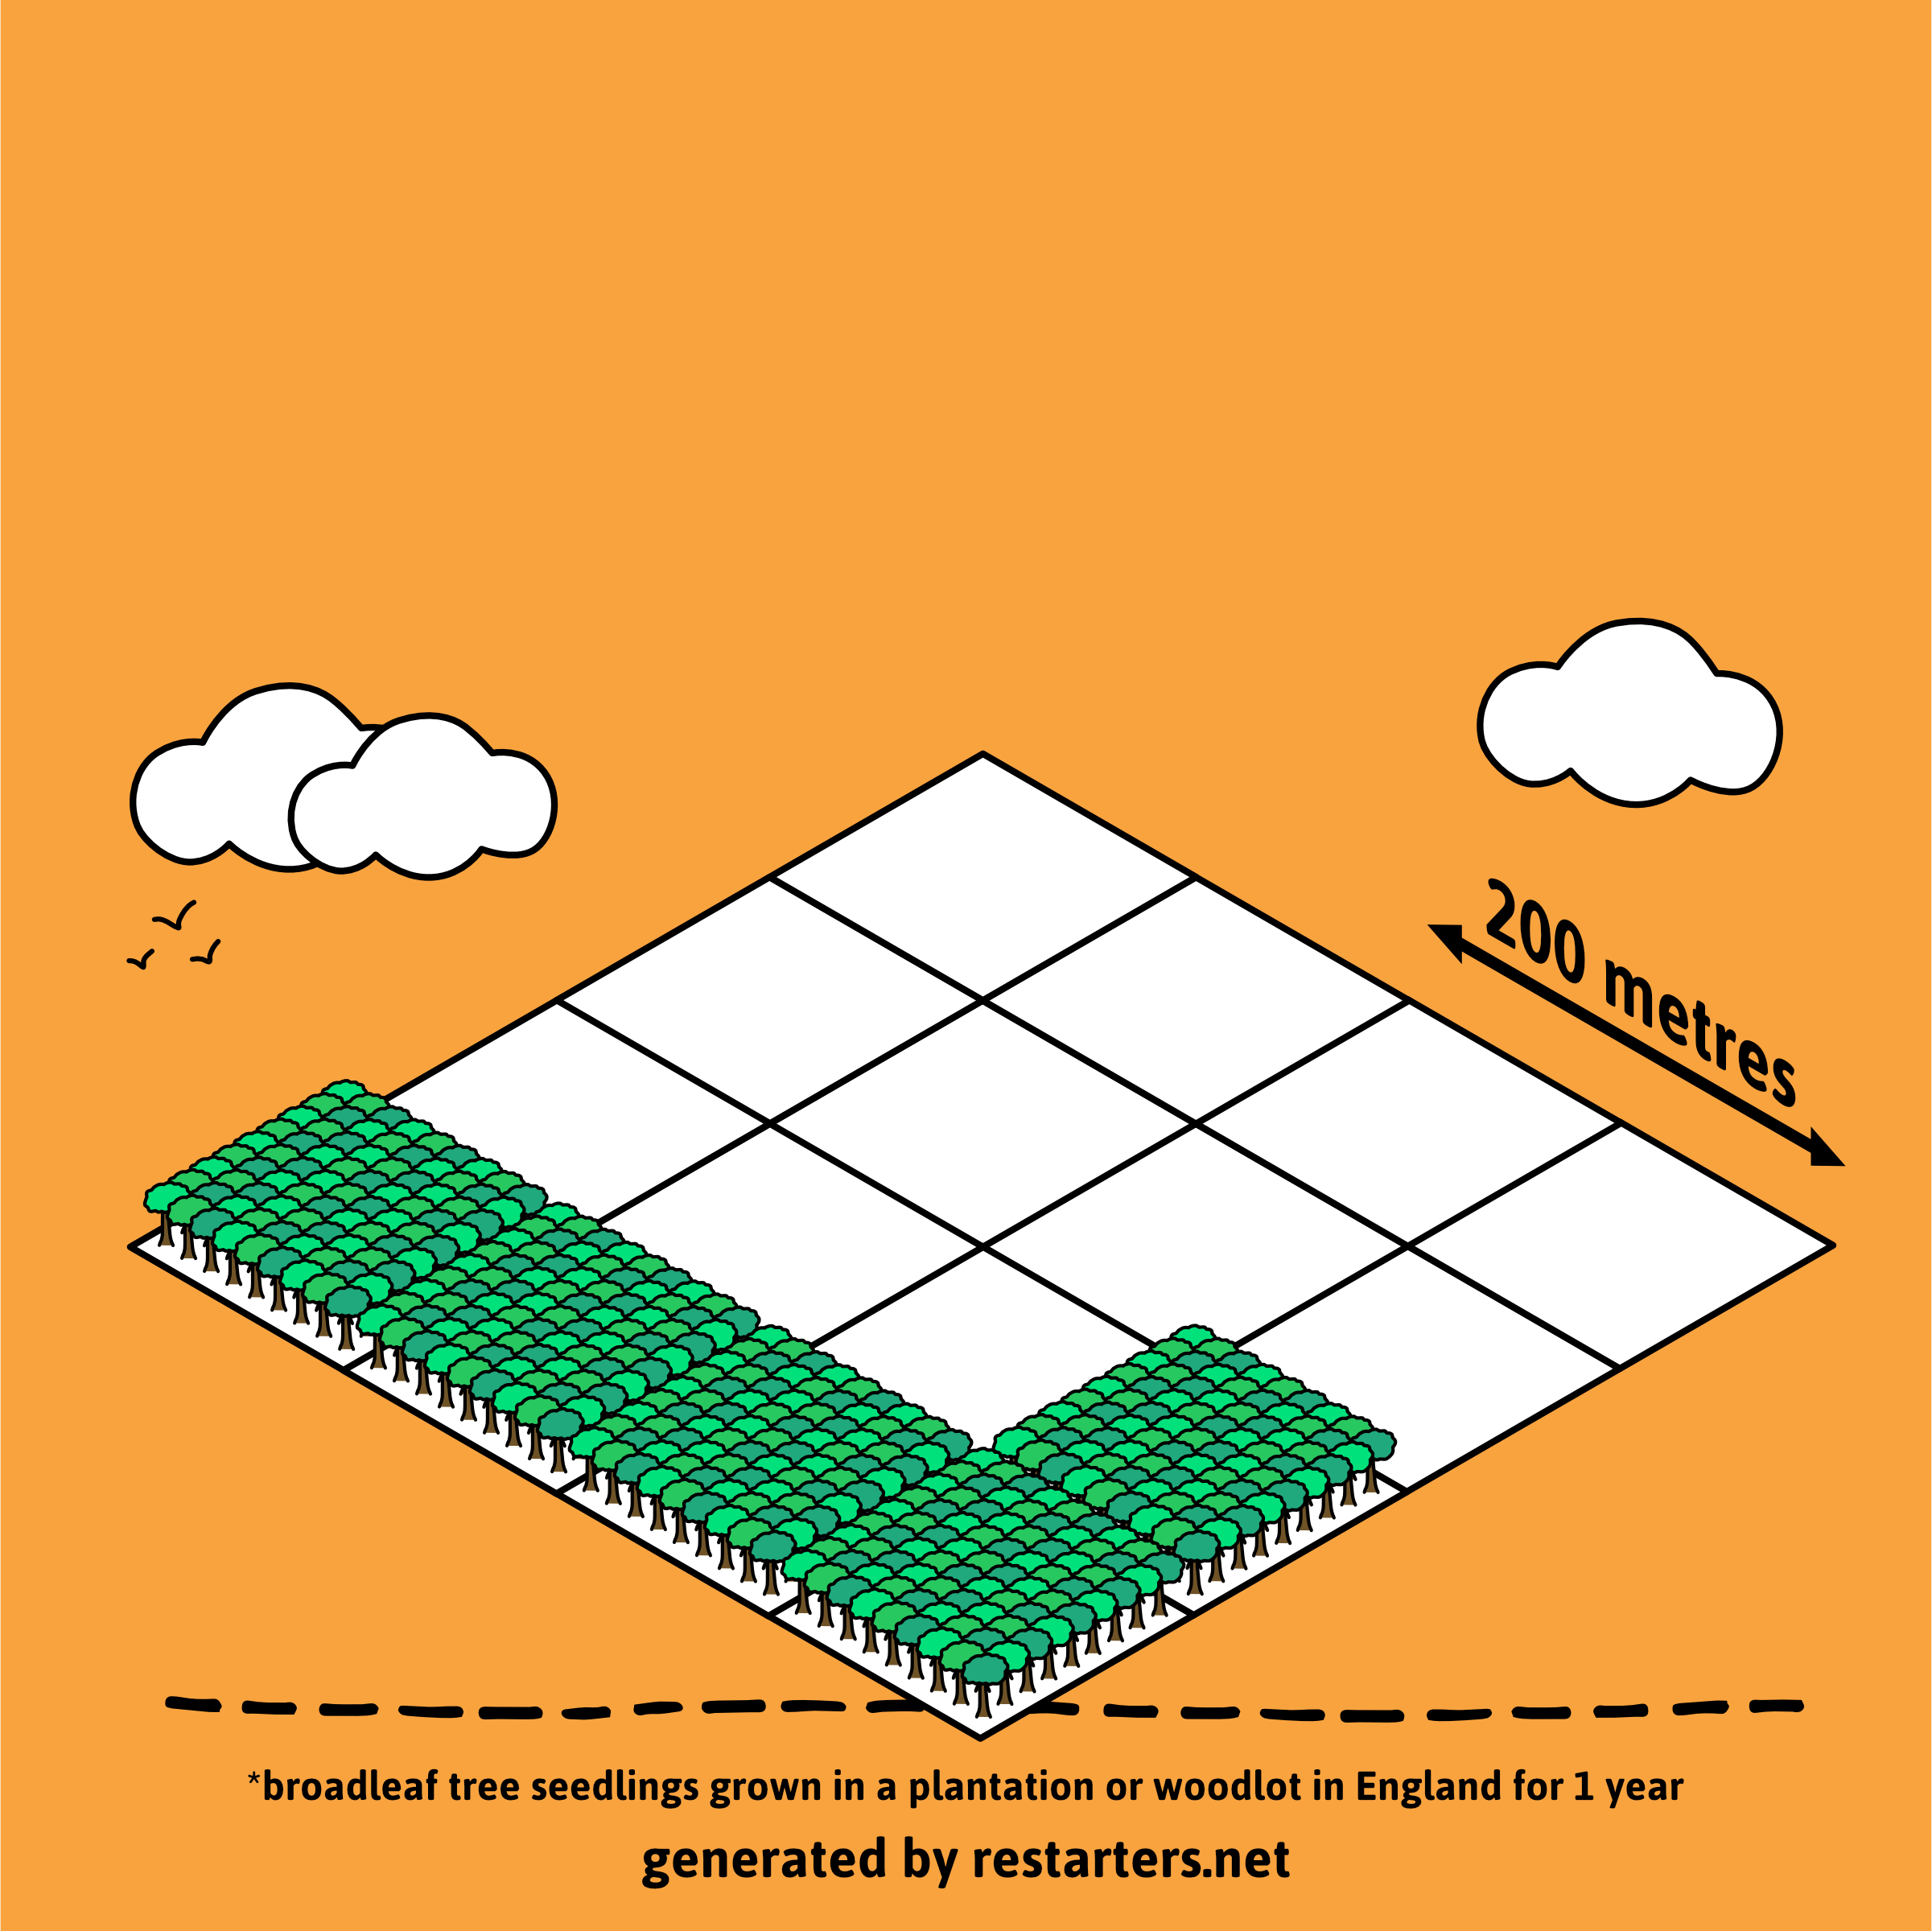 200 metres
*broadleaf tree seedlings grown in a plantation or woodlot in England for 1 year
generated by restarters.net